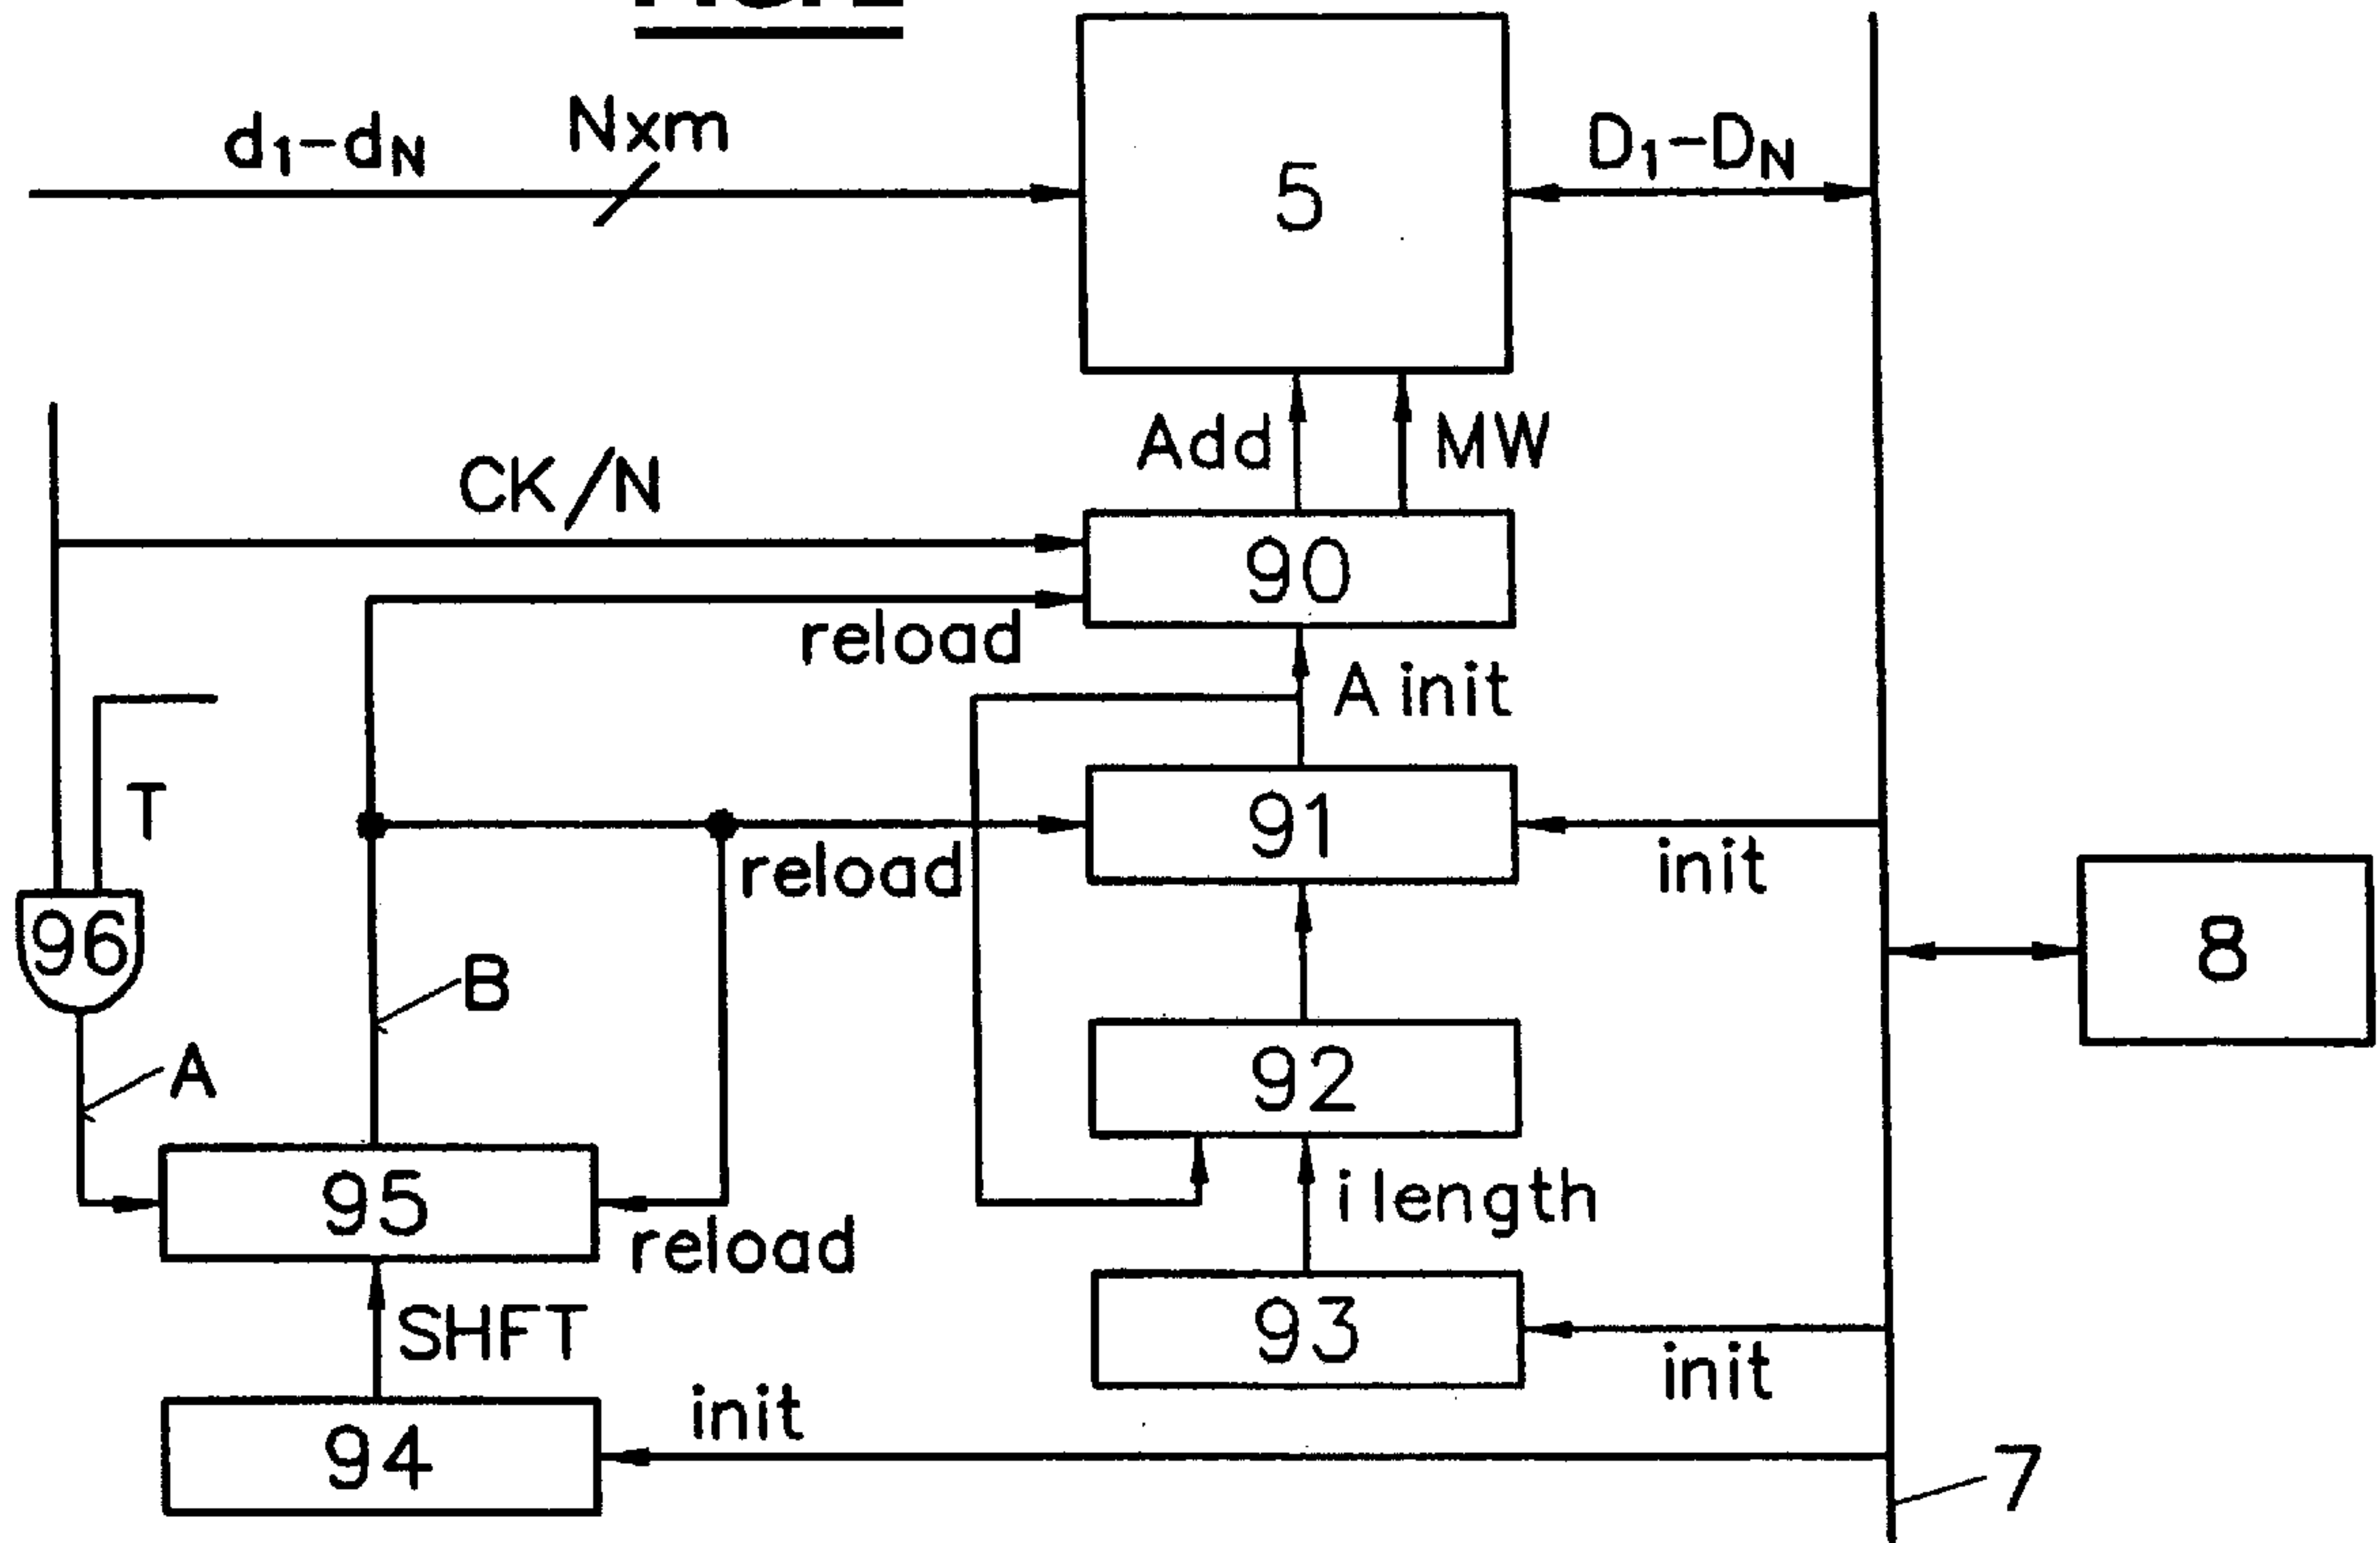 d1-dN
Nxm
5
D1-DN
Add
MW
CK/N
90
reload
A init
T
91
reload
init
96
8
B
92
A
95
i length
reload
93
SHFT
init
init
94
7